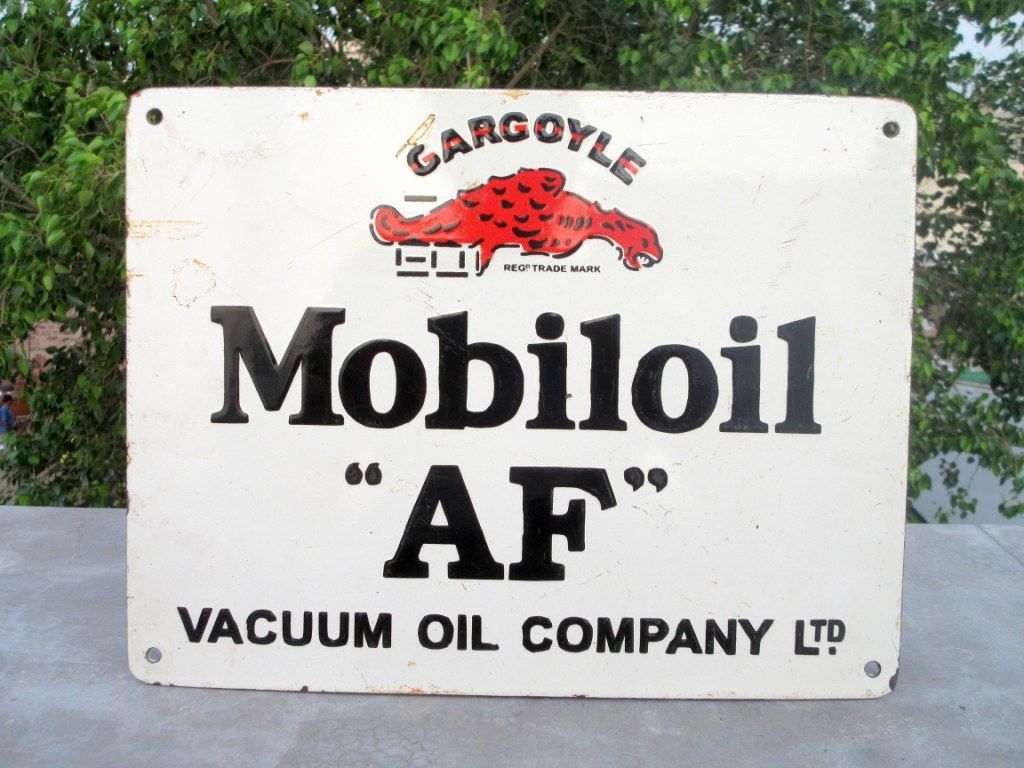 GARGOYLE
REGD TRADE MARK
Mobiloil
“AF”
VACUUM OIL COMPANY LTD.